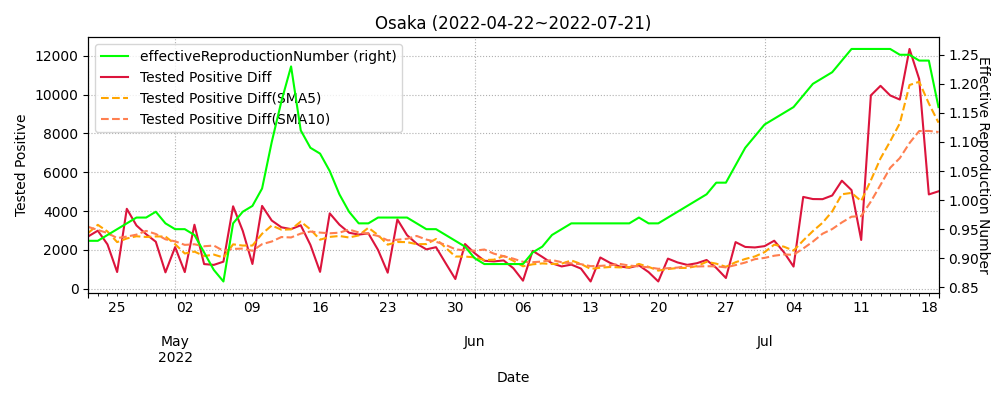 Osaka (2022-04-22~2022-07-21)
effectiveReproductionNumber (right)
Tested Positive Diff
Tested Positive Diff(SMA5)
Tested Positive Diff(SMA10)
Tested Positive
12000
10000
8000
6000
4000
2000
0
1.25
1.20
1.15
1.10
1.05
1.00
0.95
0.90
0.85
Effective Reproduction Number
25 02 09 16 23 30 06 13 20 27 04 11 18
May Jun Jul
2022
Date